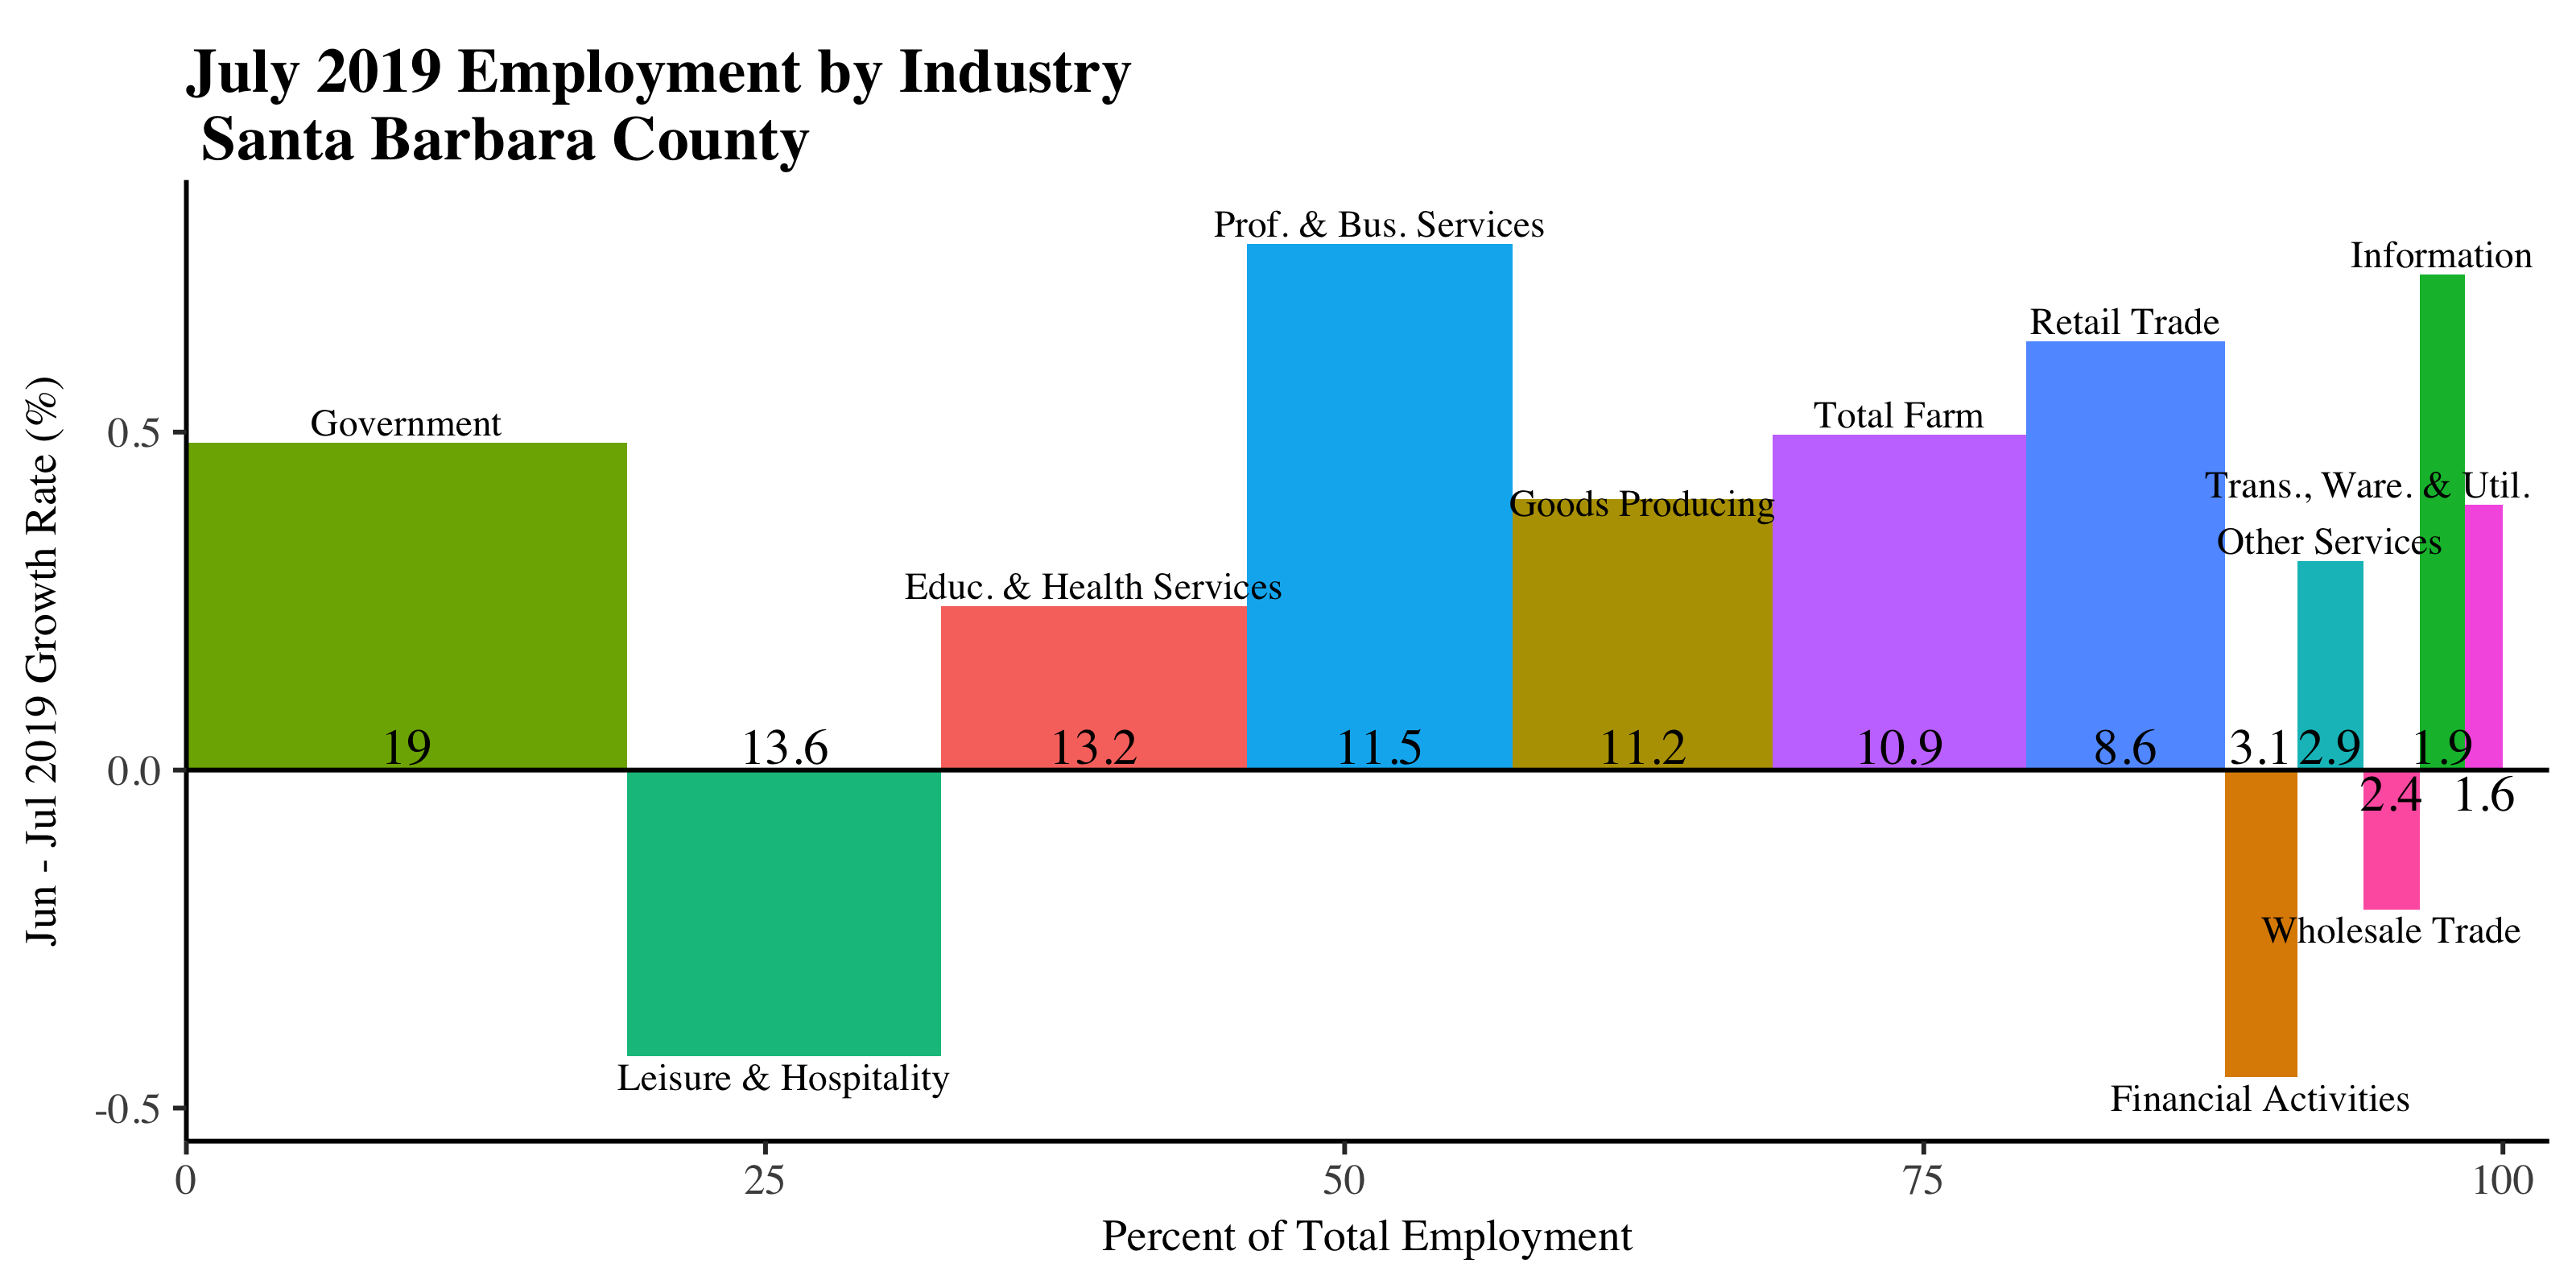 July 2019 Employment by Industry
Santa Barbara County
Prof. & Bus. Services
Information
Retail Trade
Government
Total Farm
Trans., Ware. & Util.
Goods Producing
Other Services
Educ. & Health Services
19
13.6
13.2
11.5
11.2
10.9
8.6
3.1
2.9
1.9
2.4
1.6
Wholesale Trade
Leisure & Hospitality
Financial Activities
Jun - Jul 2019 Growth Rate (%)
0.5
0.0
-0.5
0
25
50
75
100
Percent of Total Employment